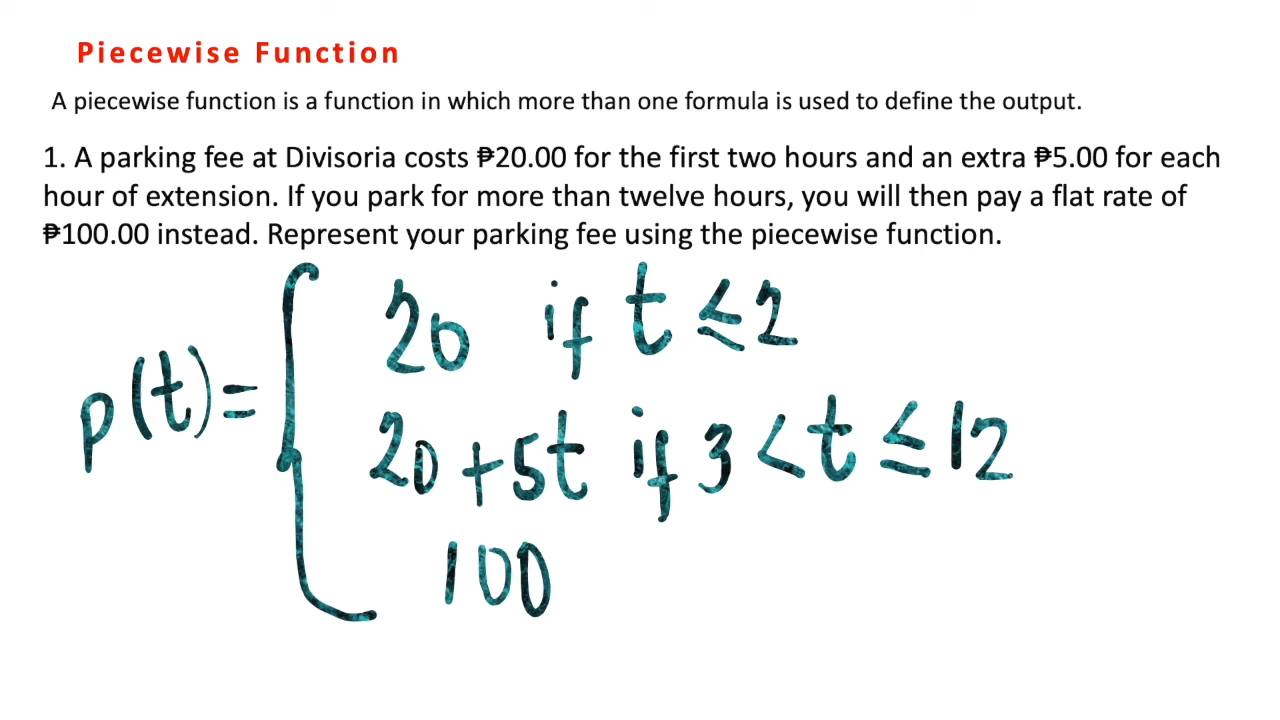 Piecewise Function
A piecewise function is a function in which more than one formula is used to define the output.
1. A parking fee at Divisoria costs ₱20.00 for the first two hours and an extra ₱5.00 for each
hour of extension. If you park for more than twelve hours, you will then pay a flat rate of
₱100.00 instead. Represent your parking fee using the piecewise function.
p(t)= {
20 if t ≤ 2
20+5t if 3 < t ≤ 12
100